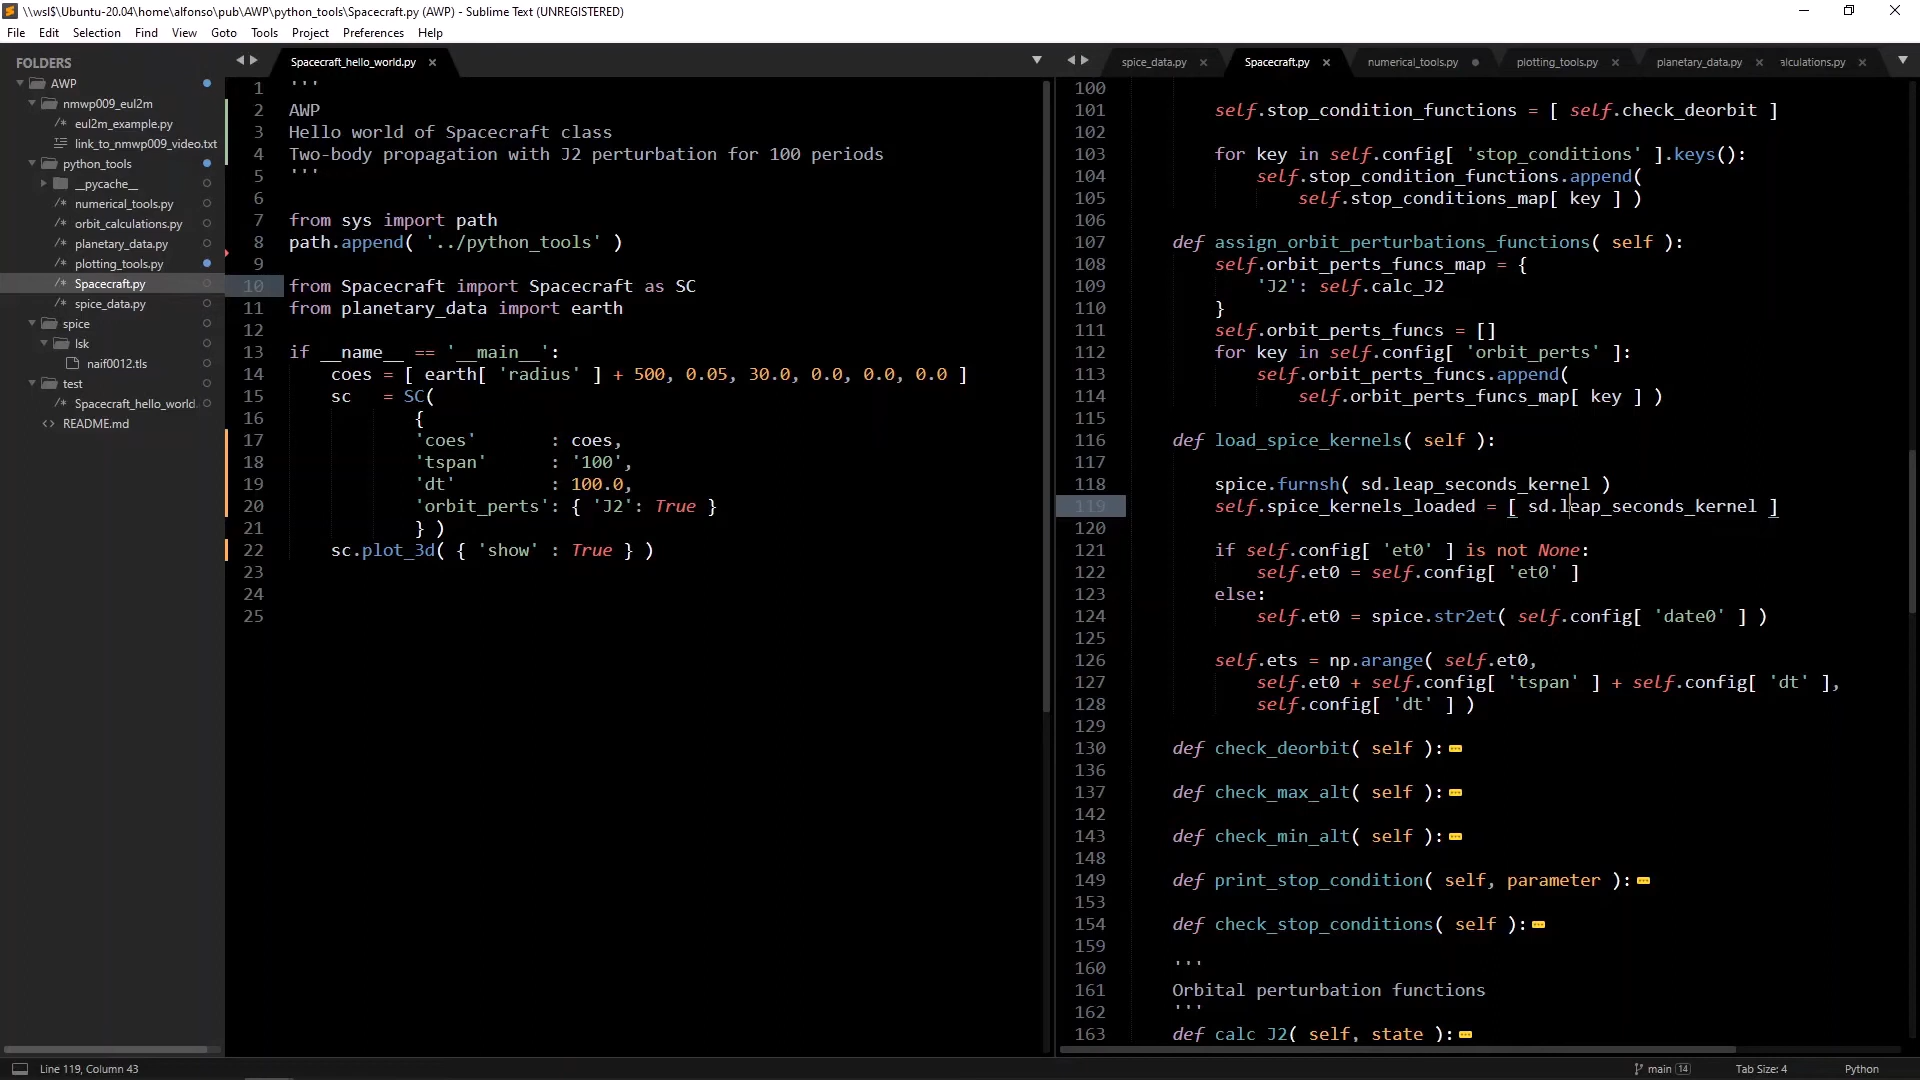 \\wsl$\Ubuntu-20.04\home\alfonso\pub\AWP\python_tools\Spacecraft.py (AWP) - Sublime Text (UNREGISTERED)
File Edit Selection Find View Goto Tools Project Preferences Help
FOLDERS
AWP
nmwp009_eul2m
/* eul2m_example.py
link_to_nmwp009_video.txt
python_tools
__pycache__
/* numerical_tools.py
/* orbit_calculations.py
/* planetary_data.py
/* plotting_tools.py
/* Spacecraft.py
/* spice_data.py
spice
lsk
naif0012.tls
test
/* Spacecraft_hello_world.
<> README.md
Spacecraft_hello_world.py
1 '''
2 AWP
3 Hello world of Spacecraft class
4 Two-body propagation with J2 perturbation for 100 periods
5 '''
6
7 from sys import path
8 path.append( '../python_tools' )
9
10 from Spacecraft import Spacecraft as SC
11 from planetary_data import earth
12
13 if __name__ == '__main__':
14     coes = [ earth[ 'radius' ] + 500, 0.05, 30.0, 0.0, 0.0, 0.0 ]
15     sc   = SC(
16             {
17             'coes'       : coes,
18             'tspan'      : '100',
19             'dt'         : 100.0,
20             'orbit_perts': { 'J2': True }
21             } )
22     sc.plot_3d( { 'show' : True } )
23
24
25
spice_data.py Spacecraft.py numerical_tools.py plotting_tools.py planetary_data.py alculations.py
100
101         self.stop_condition_functions = [ self.check_deorbit ]
102
103         for key in self.config[ 'stop_conditions' ].keys():
104             self.stop_condition_functions.append(
105                 self.stop_conditions_map[ key ] )
106
107     def assign_orbit_perturbations_functions( self ):
108         self.orbit_perts_funcs_map = {
109             'J2': self.calc_J2
110         }
111         self.orbit_perts_funcs = []
112         for key in self.config[ 'orbit_perts' ]:
113             self.orbit_perts_funcs.append(
114                 self.orbit_perts_funcs_map[ key ] )
115
116     def load_spice_kernels( self ):
117
118         spice.furnsh( sd.leap_seconds_kernel )
119         self.spice_kernels_loaded = [ sd.leap_seconds_kernel ]
120
121         if self.config[ 'et0' ] is not None:
122             self.et0 = self.config[ 'et0' ]
123         else:
124             self.et0 = spice.str2et( self.config[ 'date0' ] )
125
126         self.ets = np.arange( self.et0,
127             self.et0 + self.config[ 'tspan' ] + self.config[ 'dt' ],
128             self.config[ 'dt' ] )
129
130     def check_deorbit( self ):
136
137     def check_max_alt( self ):
142
143     def check_min_alt( self ):
148
149     def print_stop_condition( self, parameter ):
153
154     def check_stop_conditions( self ):
159
160     '''
161     Orbital perturbation functions
162     '''
163     def calc_J2( self, state ):
Line 119, Column 43
main 14
Tab Size: 4
Python